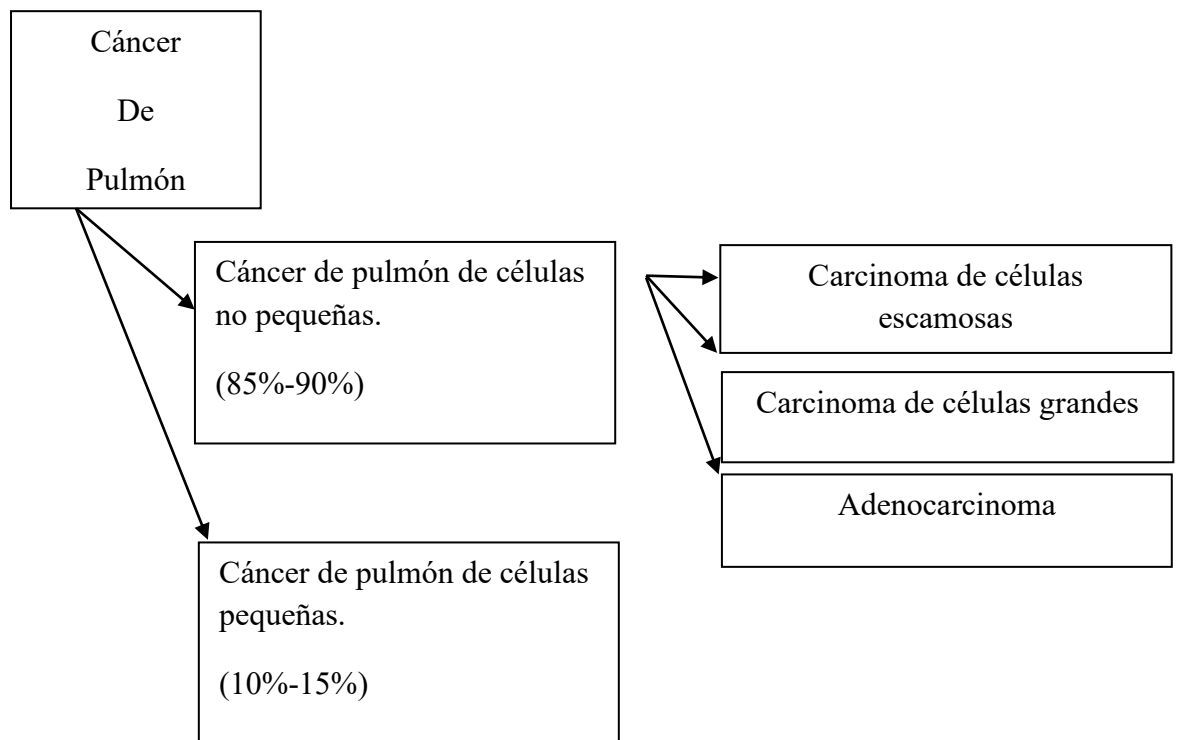 Cáncer
De
Pulmón
Cáncer de pulmón de células
no pequeñas.
(85%-90%)
Carcinoma de células
escamosas
Carcinoma de células grandes
Adenocarcinoma
Cáncer de pulmón de células
pequeñas.
(10%-15%)